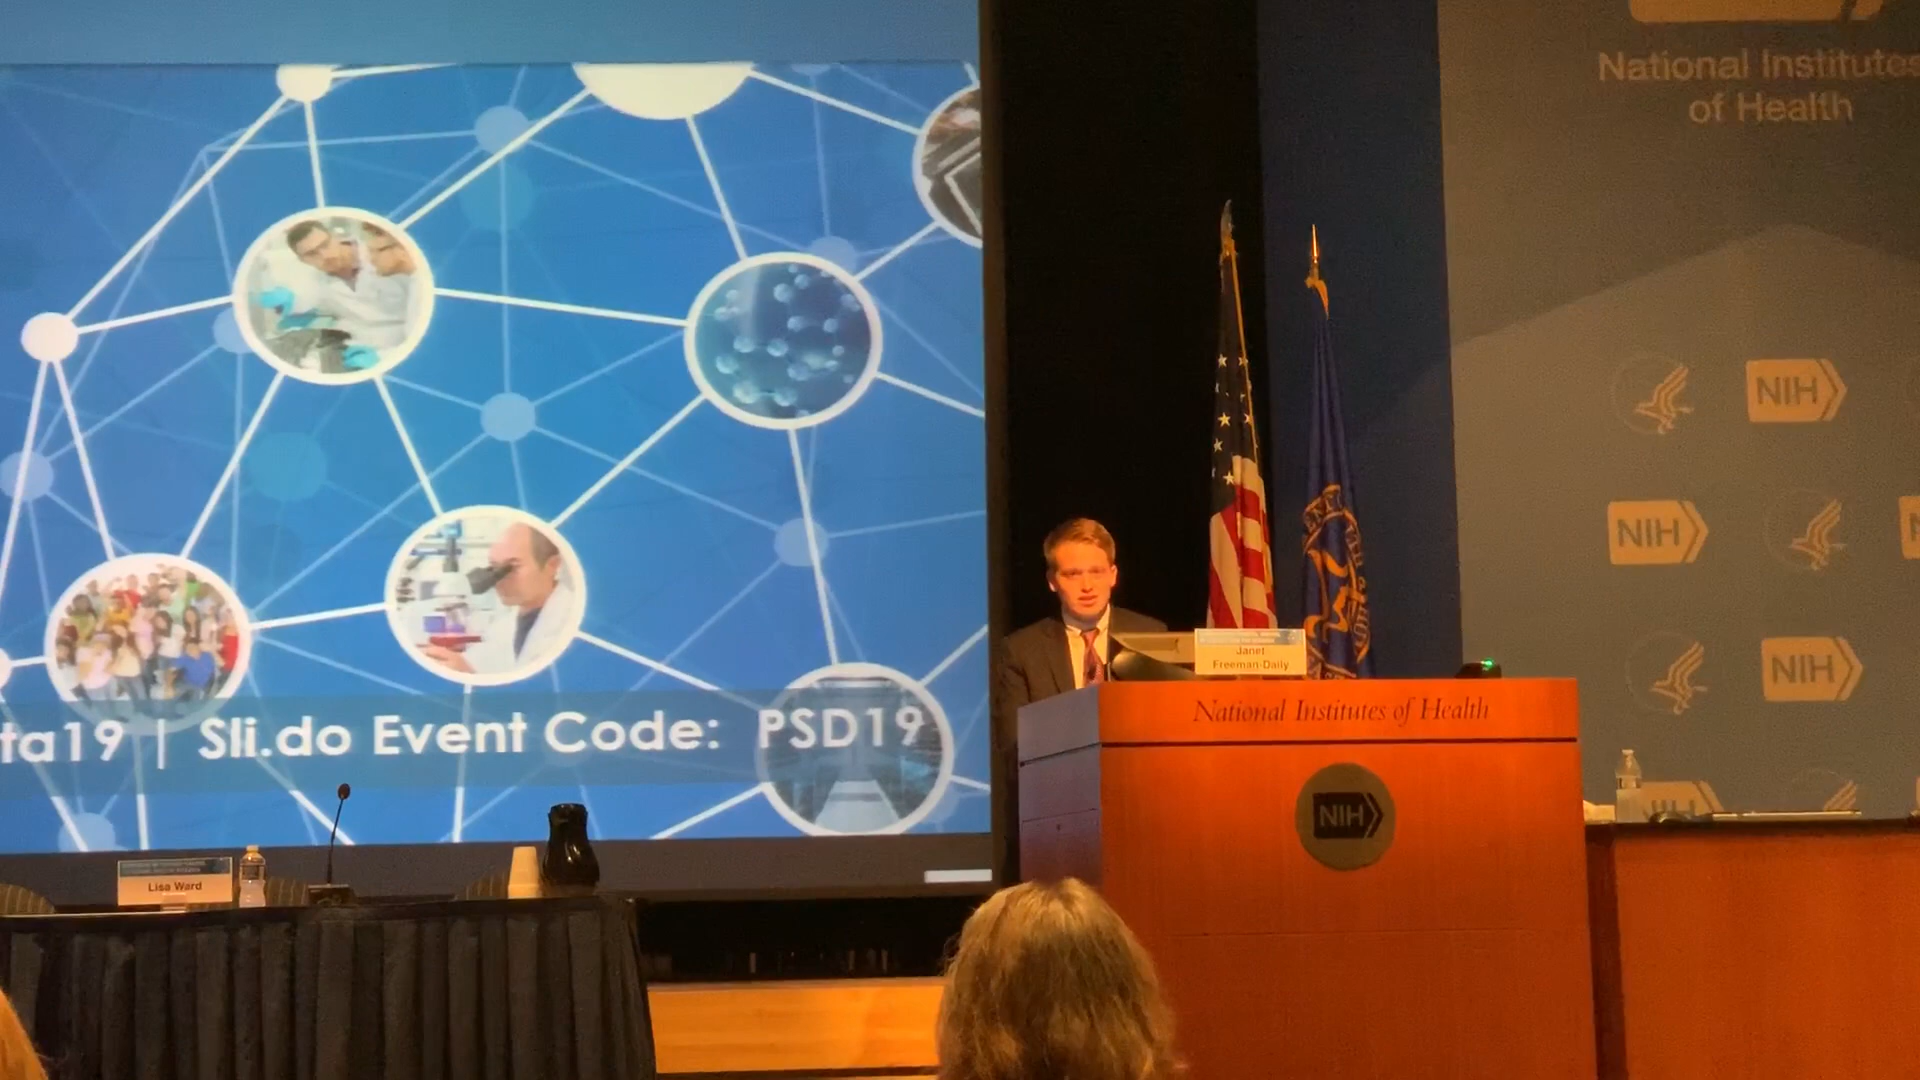 National Institutes
of Health
NIH
NIH
NIH
NIH
ta19 | Sli.do Event Code: PSD19
Janet
Freeman-Daily
National Institutes of Health
NIH
Lisa Ward